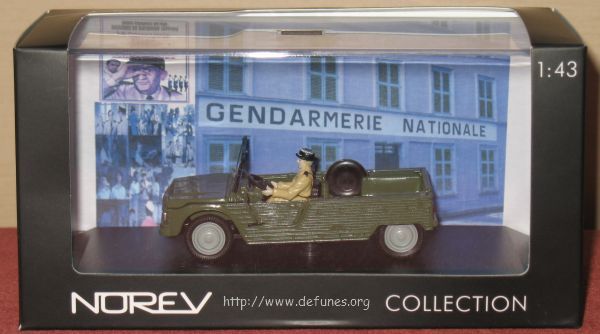 1:43
GENDARMERIE NATIONALE
NOREV http://www.defunes.org COLLECTION